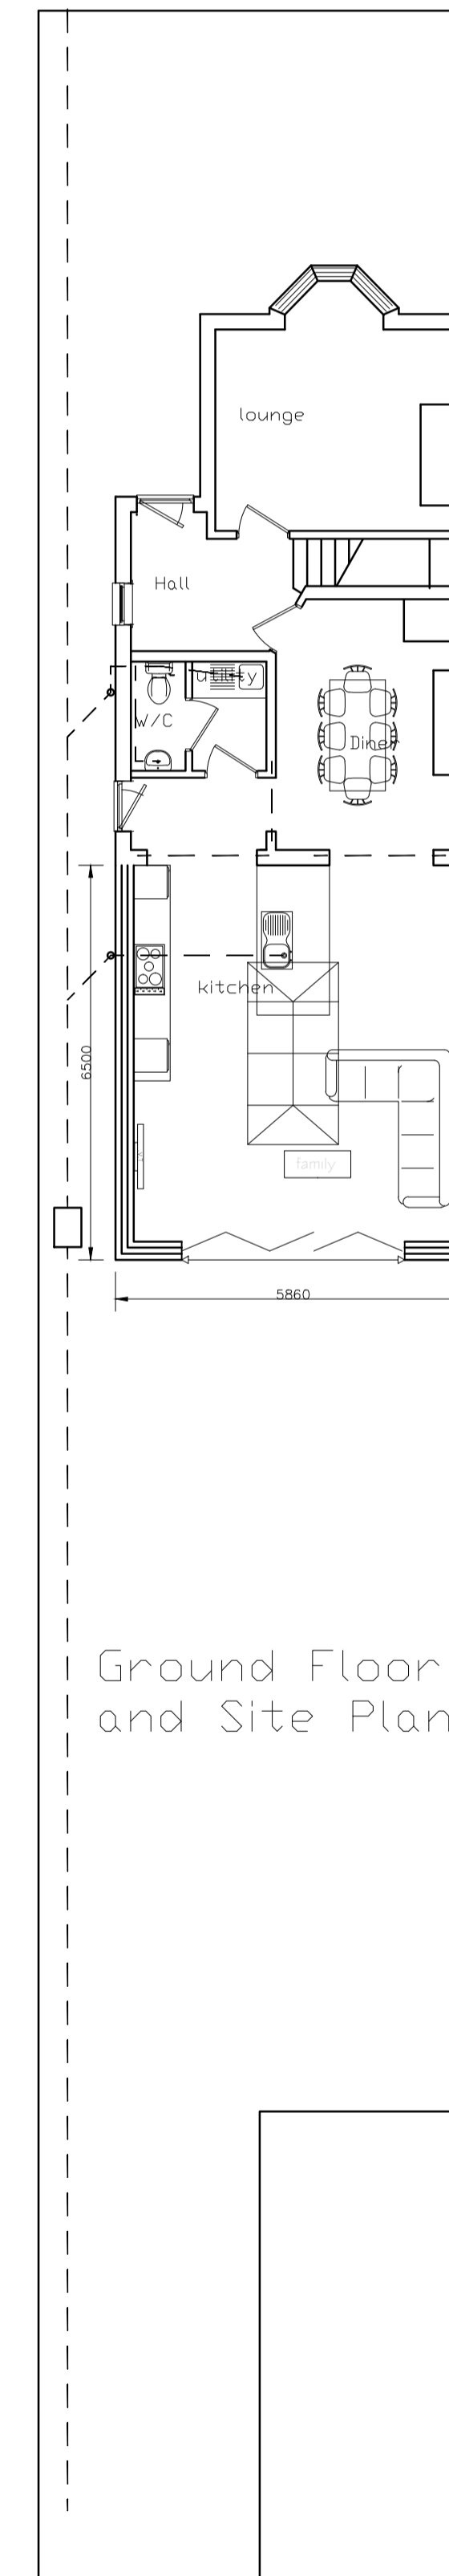 lounge
Hall
utility
W/C
Diner
kitchen
6500
family
5860
Ground Floor
and Site Plan